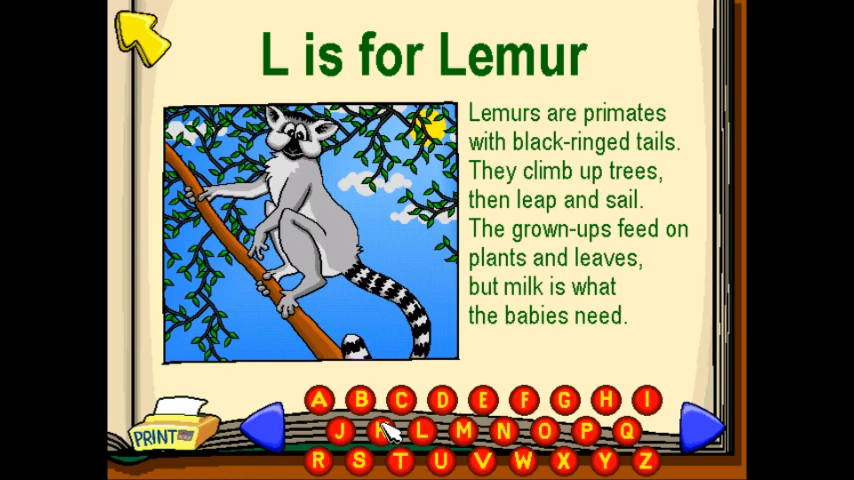 L is for Lemur
Lemurs are primates
with black-ringed tails.
They climb up trees,
then leap and sail.
The grown-ups feed on
plants and leaves,
but milk is what
the babies need.
A B C D E F G H I
J K L M N O P Q
PRINT
R S T U V W X Y Z